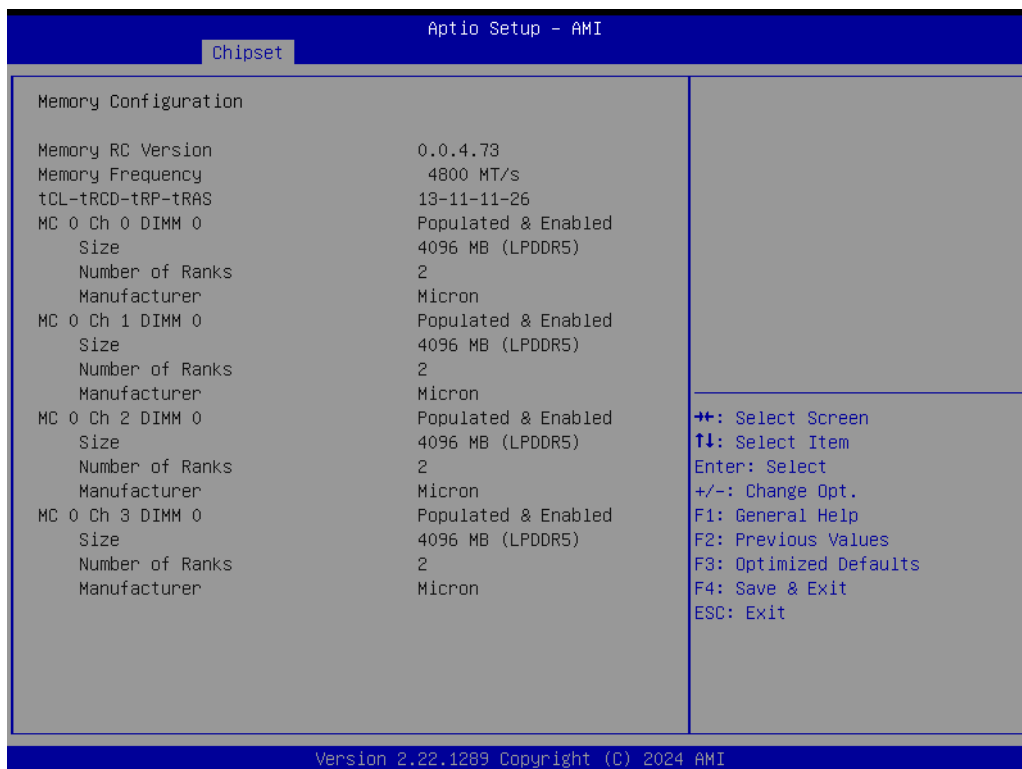 Aptio Setup - AMI
Chipset
Memory Configuration
Memory RC Version 0.0.4.73
Memory Frequency 4800 MT/s
tCL-tRCD-tRP-tRAS 13-11-11-26
MC 0 Ch 0 DIMM 0 Populated & Enabled
Size 4096 MB (LPDDR5)
Number of Ranks 2
Manufacturer Micron
MC 0 Ch 1 DIMM 0 Populated & Enabled
Size 4096 MB (LPDDR5)
Number of Ranks 2
Manufacturer Micron
MC 0 Ch 2 DIMM 0 Populated & Enabled
Size 4096 MB (LPDDR5)
Number of Ranks 2
Manufacturer Micron
MC 0 Ch 3 DIMM 0 Populated & Enabled
Size 4096 MB (LPDDR5)
Number of Ranks 2
Manufacturer Micron
→←: Select Screen
↑↓: Select Item
Enter: Select
+/-: Change Opt.
F1: General Help
F2: Previous Values
F3: Optimized Defaults
F4: Save & Exit
ESC: Exit
Version 2.22.1289 Copyright (C) 2024 AMI